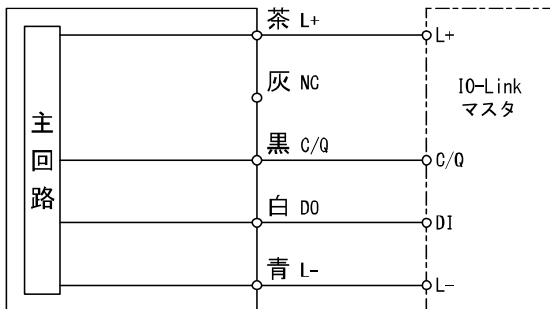 茶 L+
L+
灰 NC
IO-Link
マスタ
主回路
黒 C/Q
C/Q
白 DO
DI
青 L-
L-